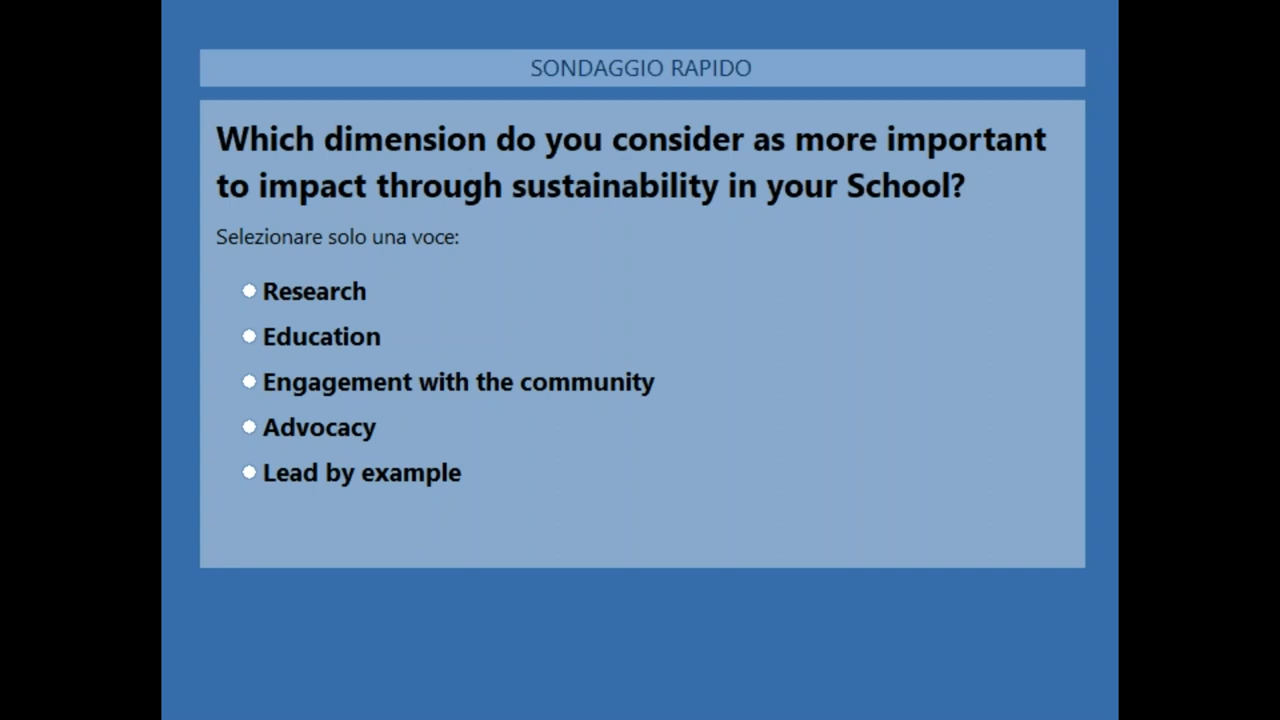 SONDAGGIO RAPIDO
Which dimension do you consider as more important
to impact through sustainability in your School?
Selezionare solo una voce:
Research
Education
Engagement with the community
Advocacy
Lead by example